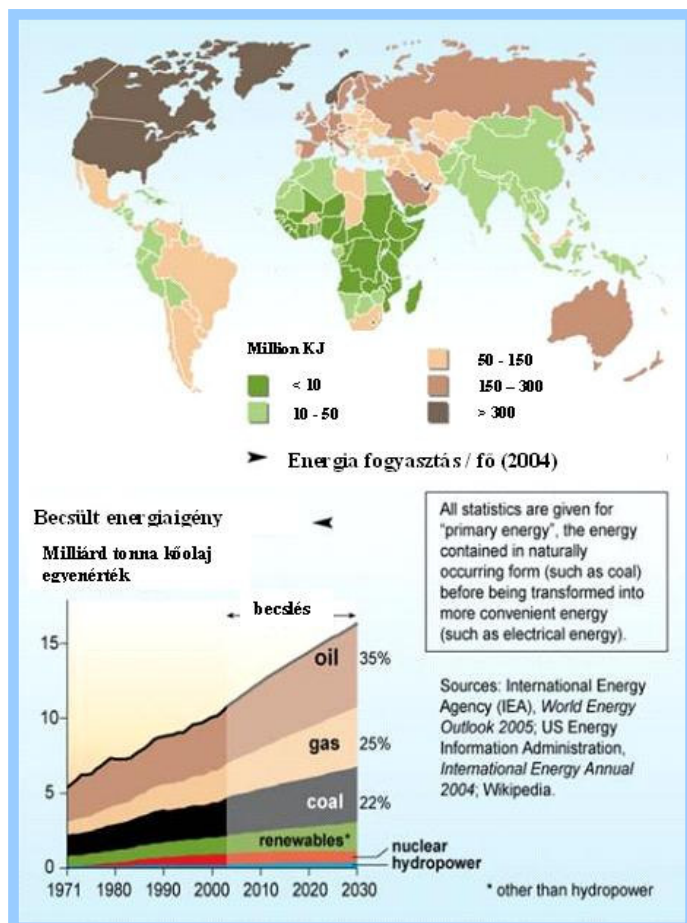 Million KJ
< 10
10 - 50
50 - 150
150 – 300
> 300
Energia fogyasztás / fő (2004)
Becsült energiaigény
Milliárd tonna kőolaj
egyenérték
becslés
15
10
5
0
oil
gas
coal
renewables*
35%
25%
22%
nuclear
hydropower
1971
1980
1990
2000
2010
2020
2030
All statistics are given for
"primary energy", the energy
contained in naturally
occurring form (such as coal)
before being transformed into
more convenient energy
(such as electrical energy).
Sources: International Energy
Agency (IEA), World Energy
Outlook 2005; US Energy
Information Administration,
International Energy Annual
2004; Wikipedia.
* other than hydropower